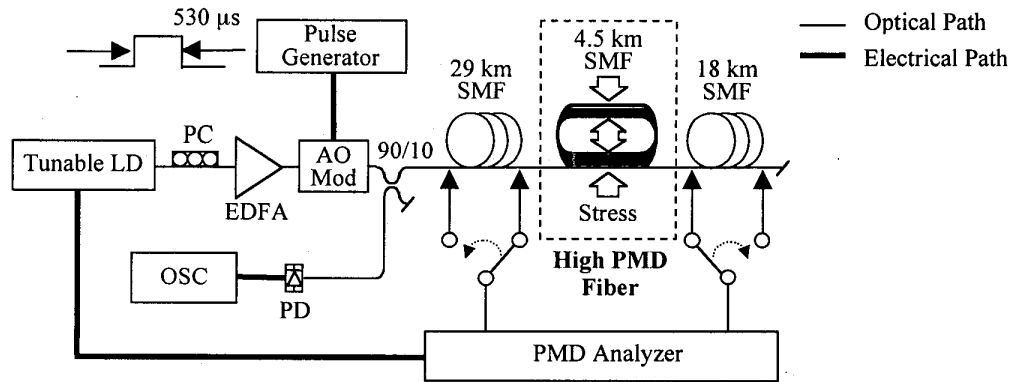 530 µs
Pulse
Generator
Optical Path
Electrical Path
4.5 km
SMF
29 km
SMF
18 km
SMF
PC
90/10
Tunable LD
AO
Mod
EDFA
Stress
OSC
PD
High PMD
Fiber
PMD Analyzer